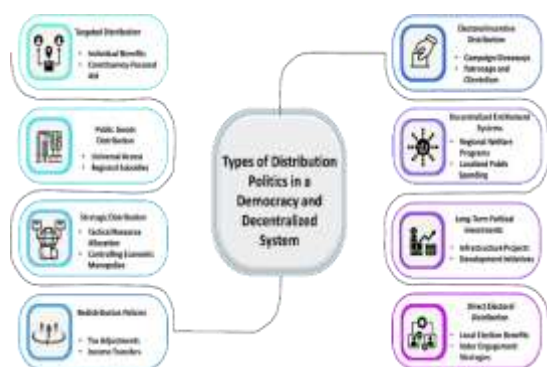 Targeted Distribution
• Individual Benefits
• Constituency-Focused
Aid
Public Goods
Distribution
• Universal Access
• Regional Subsidies
Strategic Distribution
• Tactical Resource
Allocation
• Controlling Economic
Monopolies
Redistribution Policies
• Tax Adjustments
• Income Transfers
Types of Distribution
Politics in a
Democracy and
Decentralized
System
Electoral Incentive
Distribution
• Campaign Giveaways
• Patronage and
Clientelism
Decentralized Entitlement
Systems
• Regional Welfare
Programs
• Localized Public
Spending
Long-Term Political
Investments
• Infrastructure Projects
• Development Initiatives
Direct Electoral
Distribution
• Local Election Benefits
• Voter Engagement
Strategies